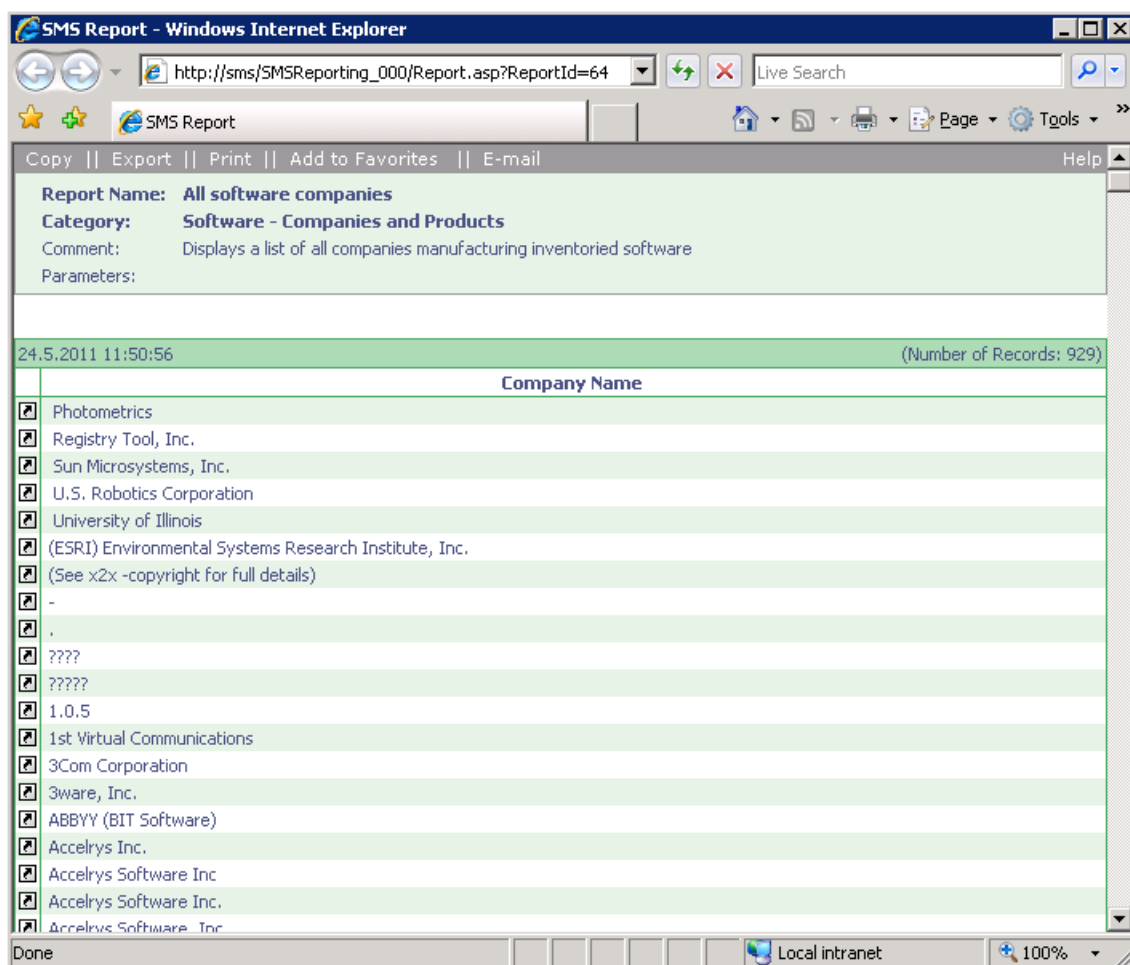 SMS Report - Windows Internet Explorer
http://sms/SMSReporting_000/Report.asp?ReportId=64
Live Search
SMS Report
Page
Tools
»
Copy || Export || Print || Add to Favorites || E-mail
Help
Report Name: All software companies
Category: Software - Companies and Products
Comment: Displays a list of all companies manufacturing inventoried software
Parameters:
24.5.2011 11:50:56
(Number of Records: 929)
Company Name
Photometrics
Registry Tool, Inc.
Sun Microsystems, Inc.
U.S. Robotics Corporation
University of Illinois
(ESRI) Environmental Systems Research Institute, Inc.
(See x2x -copyright for full details)
-
.
????
?????
1.0.5
1st Virtual Communications
3Com Corporation
3ware, Inc.
ABBYY (BIT Software)
Accelrys Inc.
Accelrys Software Inc
Accelrys Software Inc.
Accelrys Software, Inc
Done
Local intranet
100%